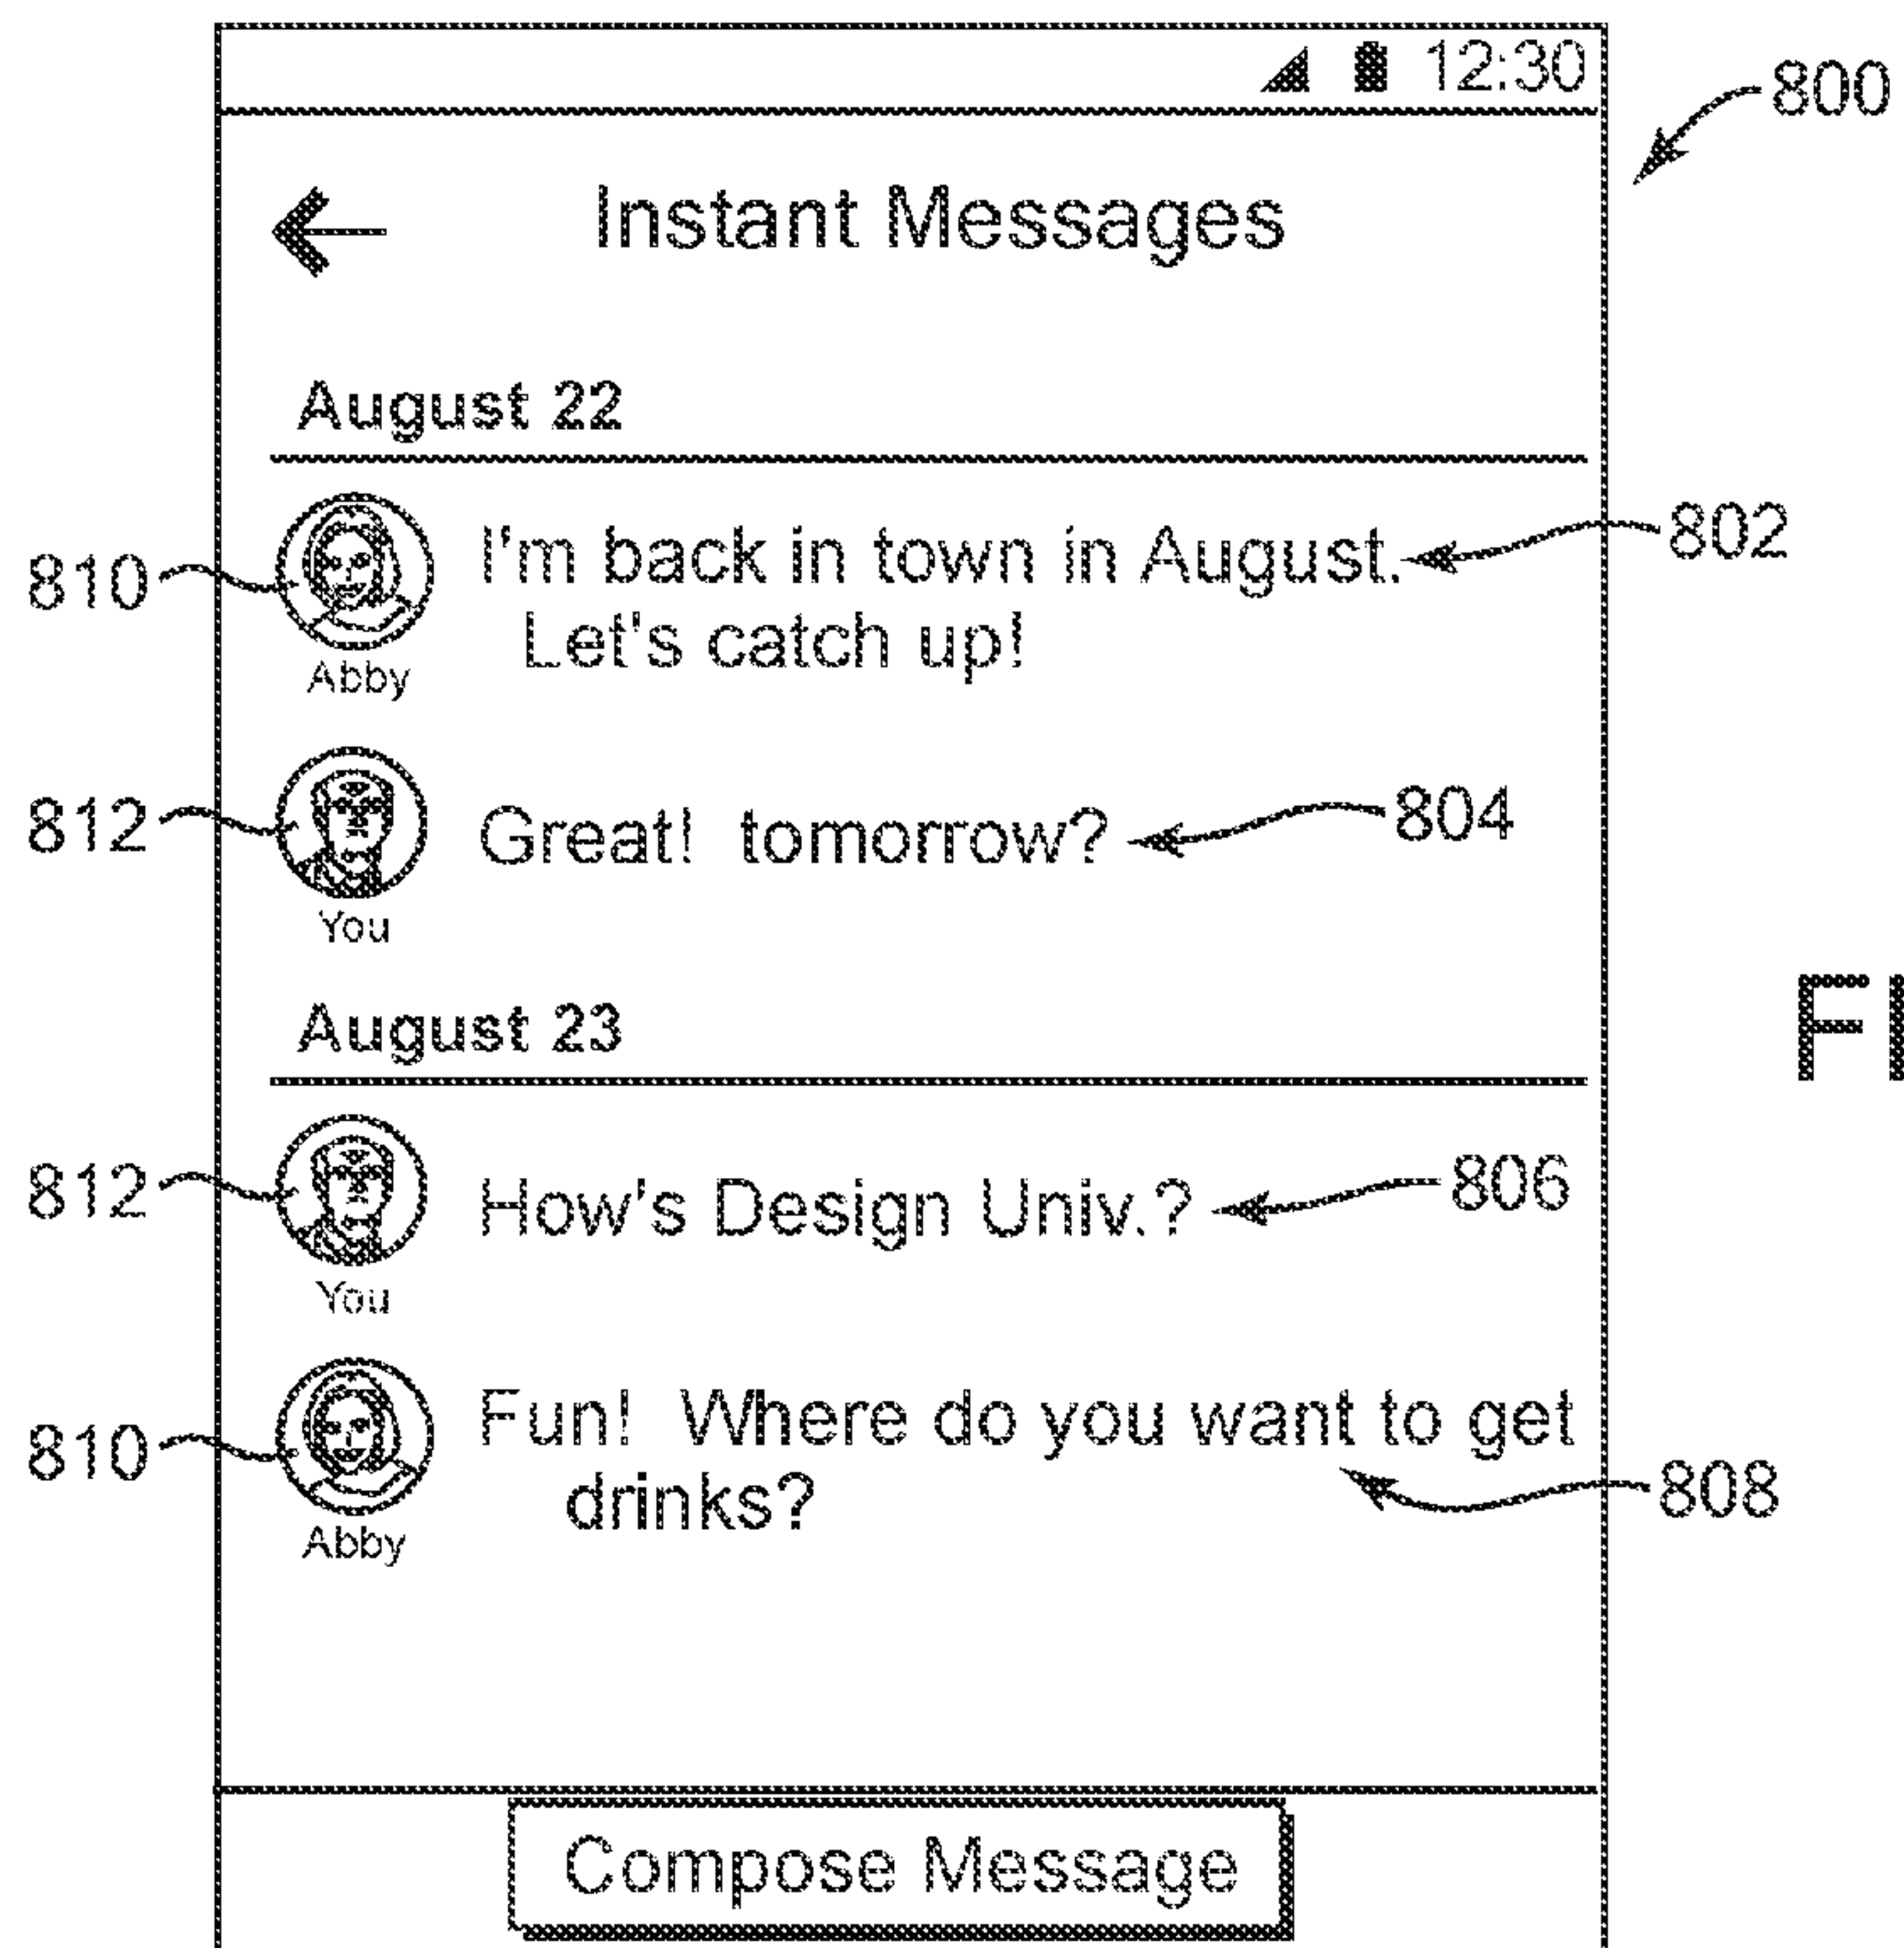 12:30
800
Instant Messages
August 22
810
I'm back in town in August.
802
Let's catch up!
Abby
812
Great! tomorrow?
804
You
August 23
FI
812
How's Design Univ.?
806
You
810
Fun! Where do you want to get
drinks?
808
Abby
Compose Message